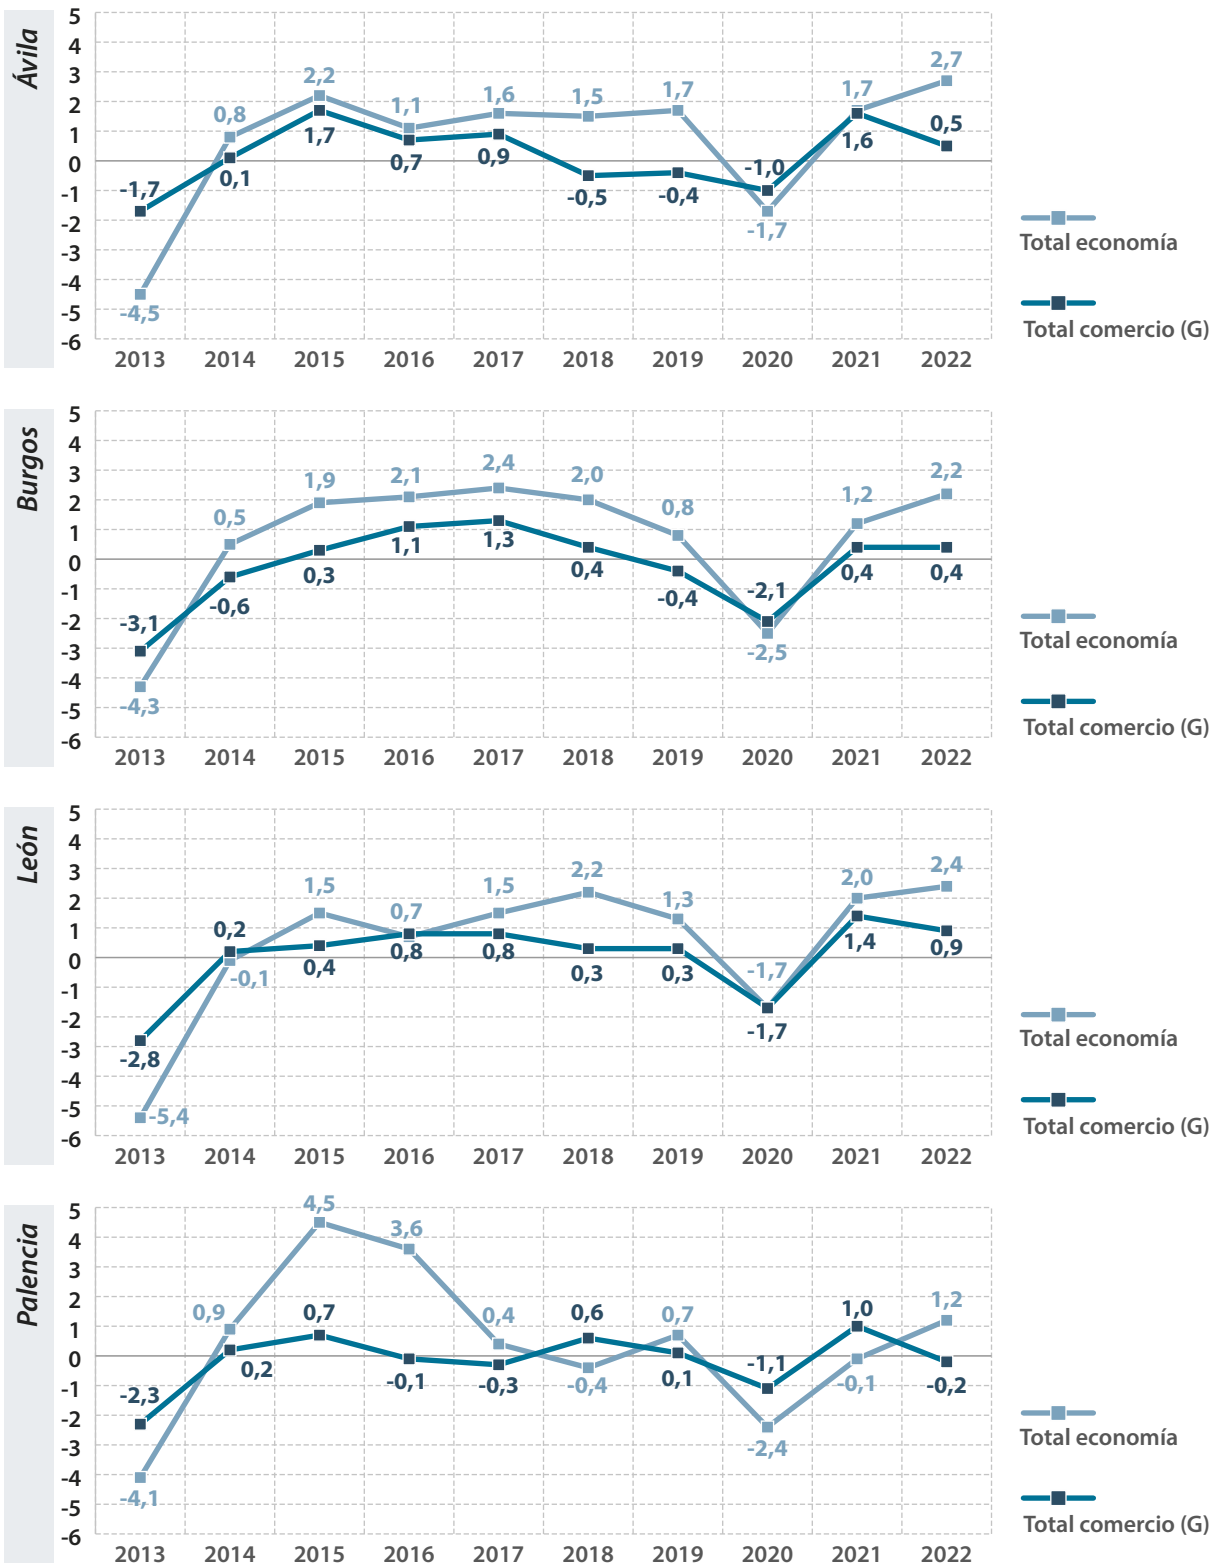 Ávila
5
4
3
2
1
0
-1
-2
-3
-4
-5
-6
-1,7 0,1 1,7 0,7 0,9 -0,5 -0,4 -1,0 1,6 0,5
-4,5 0,8 2,2 1,1 1,6 1,5 1,7 -1,7 1,7 2,7
2013 2014 2015 2016 2017 2018 2019 2020 2021 2022
Total economía
Total comercio (G)
Burgos
5
4
3
2
1
0
-1
-2
-3
-4
-5
-6
-3,1 -0,6 0,3 1,1 1,3 0,4 -0,4 -2,1 0,4 0,4
-4,3 0,5 1,9 2,1 2,4 2,0 0,8 -2,5 1,2 2,2
2013 2014 2015 2016 2017 2018 2019 2020 2021 2022
Total economía
Total comercio (G)
León
5
4
3
2
1
0
-1
-2
-3
-4
-5
-6
-2,8 0,2 0,4 0,8 0,8 0,3 0,3 -1,7 1,4 0,9
-5,4 -0,1 1,5 0,7 1,5 2,2 1,3 -1,7 2,0 2,4
2013 2014 2015 2016 2017 2018 2019 2020 2021 2022
Total economía
Total comercio (G)
Palencia
5
4
3
2
1
0
-1
-2
-3
-4
-5
-6
-2,3 0,2 0,7 -0,1 -0,3 0,6 0,1 -1,1 1,0 -0,2
-4,1 0,9 4,5 3,6 0,4 -0,4 0,7 -2,4 -0,1 1,2
2013 2014 2015 2016 2017 2018 2019 2020 2021 2022
Total economía
Total comercio (G)